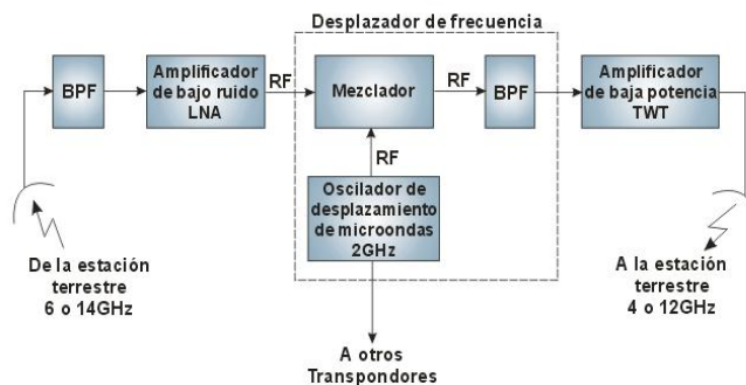 Desplazador de frecuencia
BPF
Amplificador
de bajo ruido
LNA
RF
Mezclador
RF
BPF
Amplificador
de baja potencia
TWT
RF
Oscilador de
desplazamiento
de microondas
2GHz
De la estación
terrestre
6 o 14GHz
A la estación
terrestre
4 o 12GHz
A otros
Transpondores